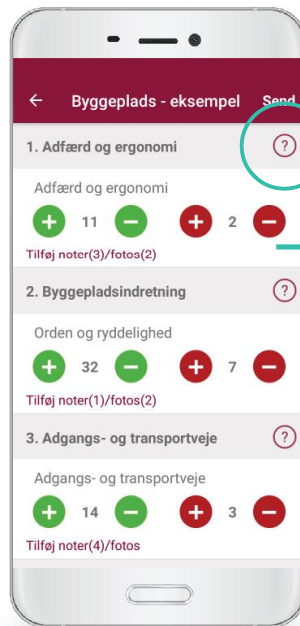 Byggeplads - eksempel Send
1. Adfærd og ergonomi ?
Adfærd og ergonomi
+ 11 − + 2 −
Tilføj noter(3)/fotos(2)
2. Byggepladsindretning ?
Orden og ryddelighed
+ 32 − + 7 −
Tilføj noter(1)/fotos(2)
3. Adgangs- og transportveje ?
Adgangs- og transportveje
+ 14 − + 3 −
Tilføj noter(4)/fotos